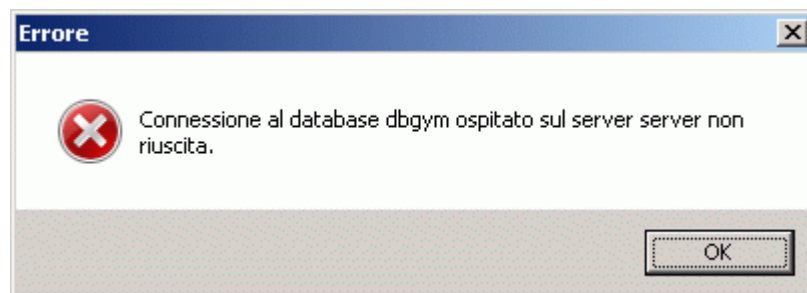 Errore
Connessione al database dbgym ospitato sul server server non
riuscita.
OK